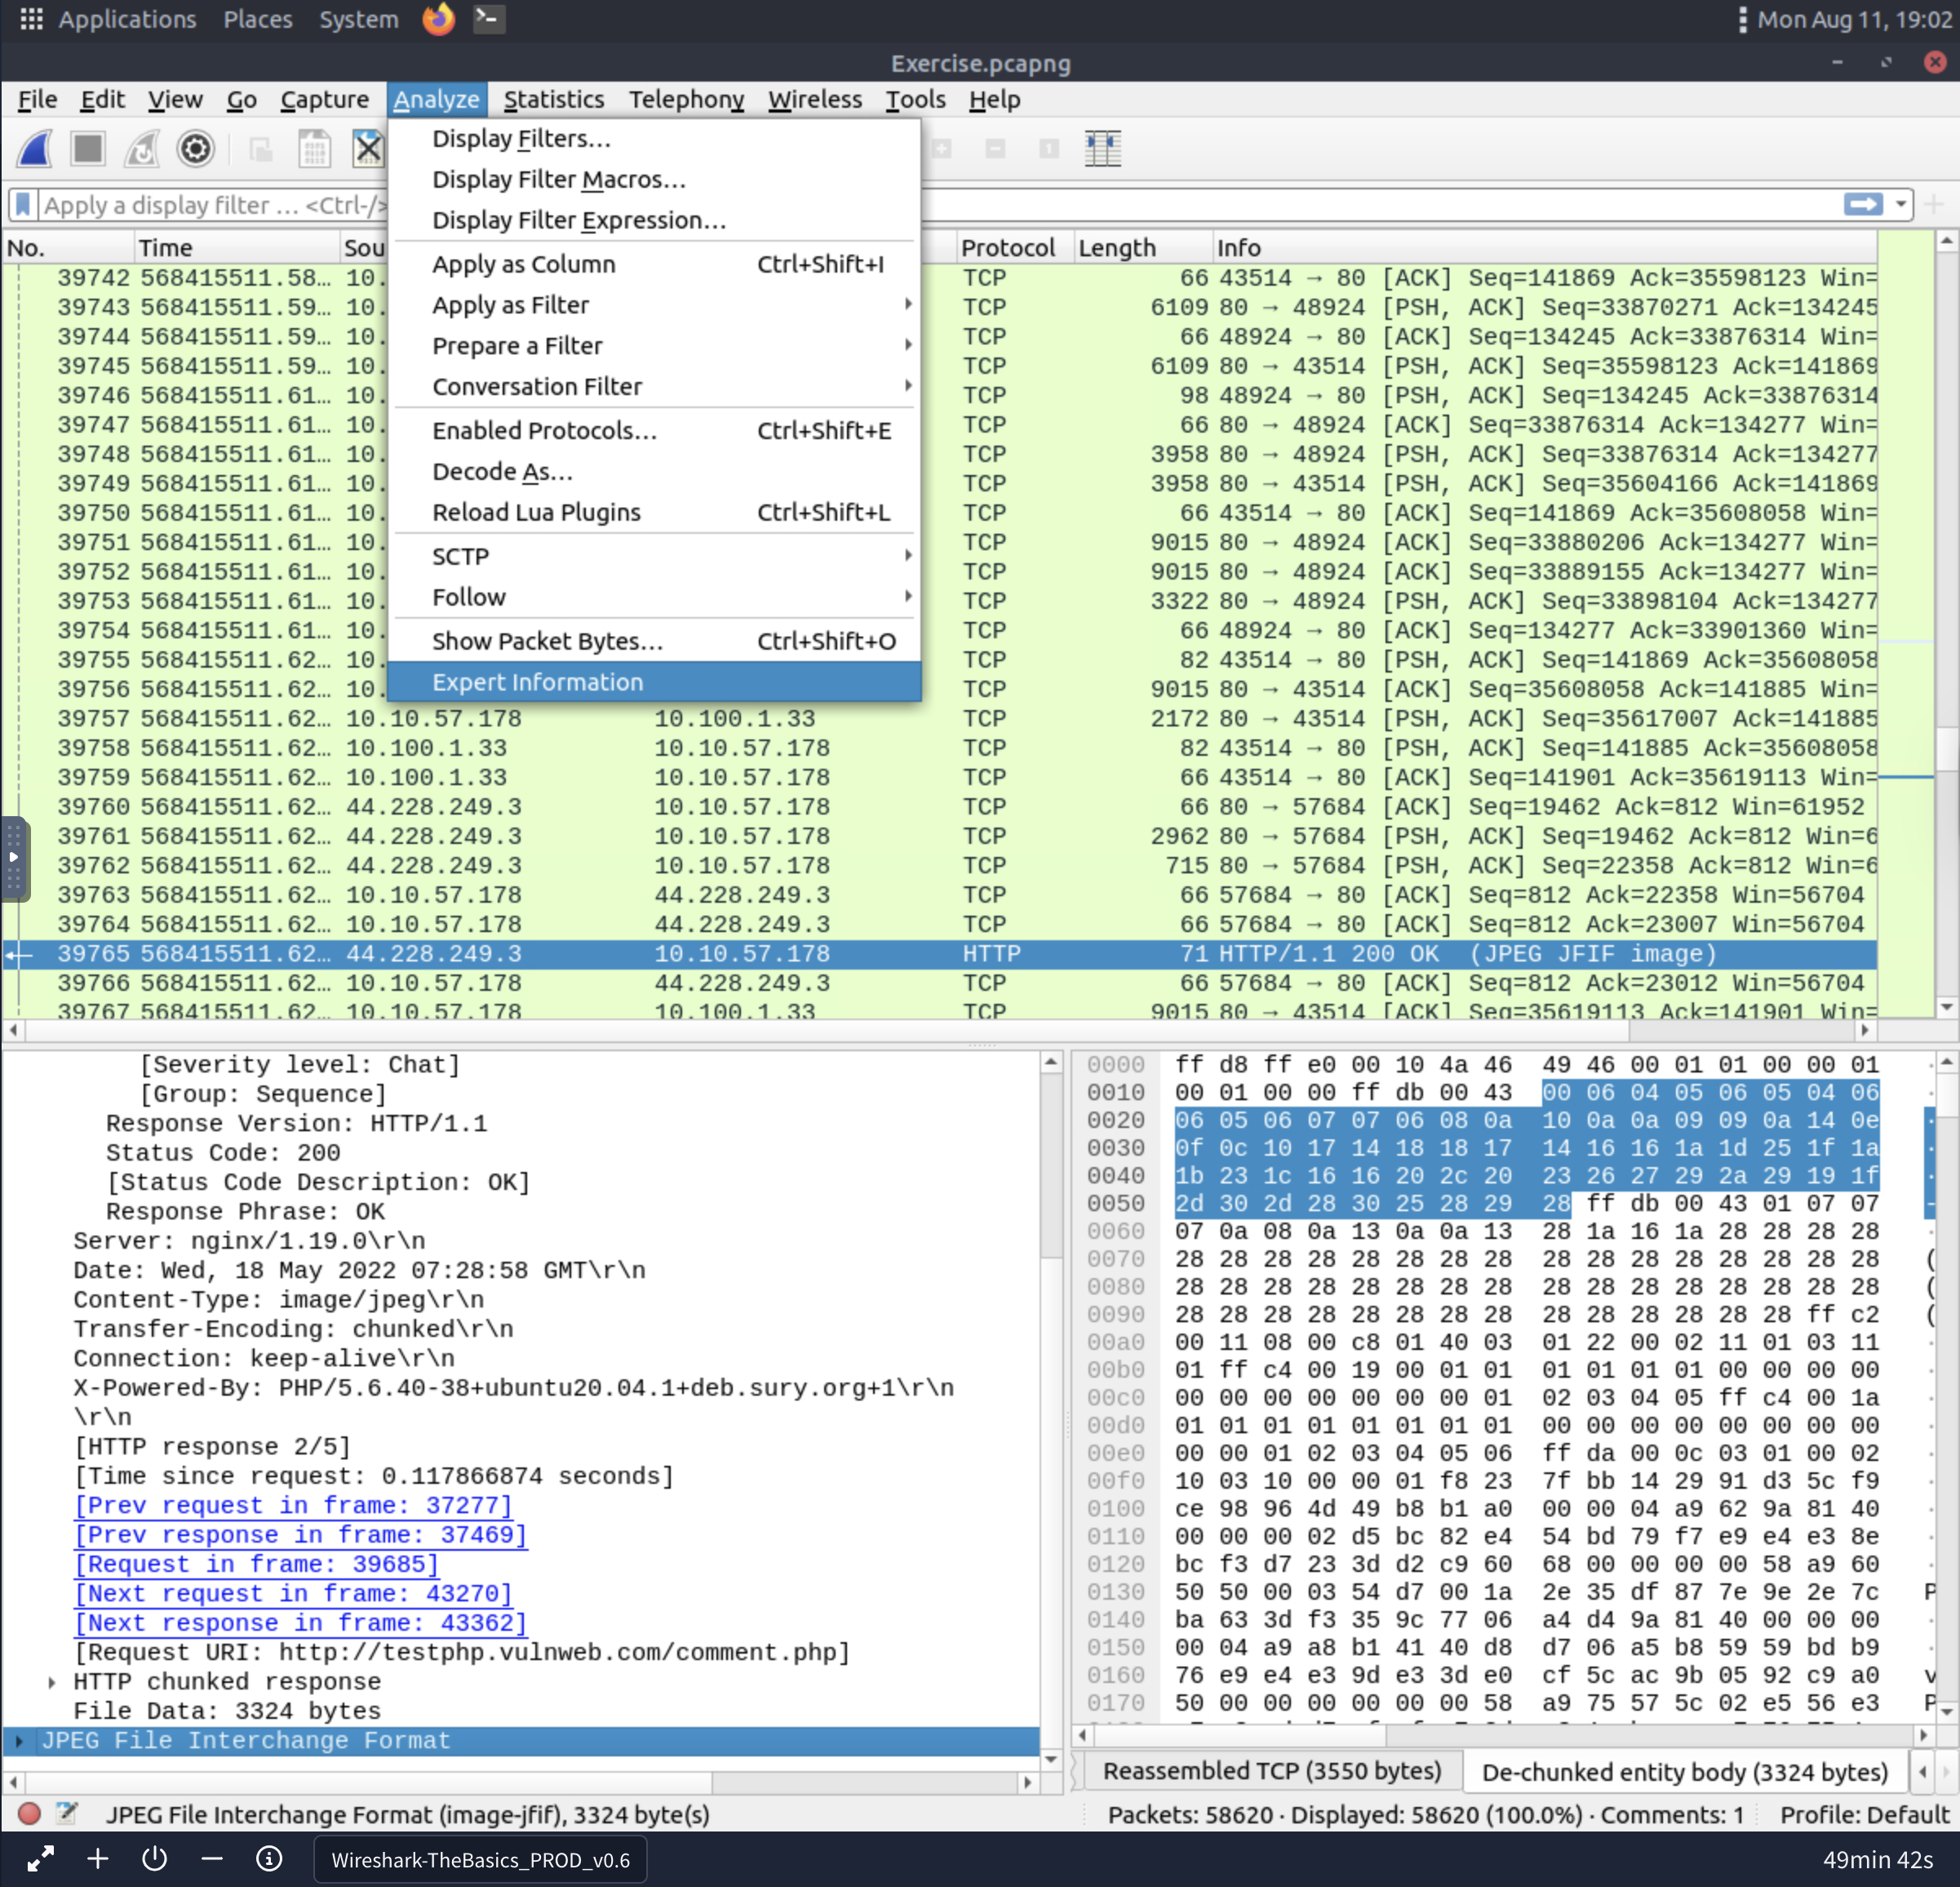 Applications Places System Mon Aug 11, 19:02
Exercise.pcapng
File Edit View Go Capture Analyze Statistics Telephony Wireless Tools Help
Display Filters…
Display Filter Macros…
Display Filter Expression…
Apply as Column Ctrl+Shift+I
Apply as Filter
Prepare a Filter
Conversation Filter
Enabled Protocols… Ctrl+Shift+E
Decode As…
Reload Lua Plugins Ctrl+Shift+L
SCTP
Follow
Show Packet Bytes… Ctrl+Shift+O
Expert Information
Apply a display filter … <Ctrl-/>
No. Time Sou Protocol Length Info
39742 568415511.58… 10. TCP 66 43514 → 80 [ACK] Seq=141869 Ack=35598123 Win=
39743 568415511.59… 10. TCP 6109 80 → 48924 [PSH, ACK] Seq=33870271 Ack=134245
39744 568415511.59… 10. TCP 66 48924 → 80 [ACK] Seq=134245 Ack=33876314 Win=
39745 568415511.59… 10. TCP 6109 80 → 43514 [PSH, ACK] Seq=35598123 Ack=141869
39746 568415511.61… 10. TCP 98 48924 → 80 [PSH, ACK] Seq=134245 Ack=33876314
39747 568415511.61… 10. TCP 66 80 → 48924 [ACK] Seq=33876314 Ack=134277 Win=
39748 568415511.61… 10. TCP 3958 80 → 48924 [PSH, ACK] Seq=33876314 Ack=134277
39749 568415511.61… 10. TCP 3958 80 → 43514 [PSH, ACK] Seq=35604166 Ack=141869
39750 568415511.61… 10. TCP 66 43514 → 80 [ACK] Seq=141869 Ack=35608058 Win=
39751 568415511.61… 10. TCP 9015 80 → 48924 [ACK] Seq=33880206 Ack=134277 Win=
39752 568415511.61… 10. TCP 9015 80 → 48924 [ACK] Seq=33889155 Ack=134277 Win=
39753 568415511.61… 10. TCP 3322 80 → 48924 [PSH, ACK] Seq=33898104 Ack=134277
39754 568415511.61… 10. TCP 66 48924 → 80 [ACK] Seq=134277 Ack=33901360 Win=
39755 568415511.62… 10. TCP 82 43514 → 80 [PSH, ACK] Seq=141869 Ack=35608058
39756 568415511.62… 10. TCP 9015 80 → 43514 [ACK] Seq=35608058 Ack=141885 Win=
39757 568415511.62… 10.10.57.178 10.100.1.33 TCP 2172 80 → 43514 [PSH, ACK] Seq=35617007 Ack=141885
39758 568415511.62… 10.100.1.33 10.10.57.178 TCP 82 43514 → 80 [PSH, ACK] Seq=141885 Ack=35608058
39759 568415511.62… 10.100.1.33 10.10.57.178 TCP 66 43514 → 80 [ACK] Seq=141901 Ack=35619113 Win=
39760 568415511.62… 44.228.249.3 10.10.57.178 TCP 66 80 → 57684 [ACK] Seq=19462 Ack=812 Win=61952
39761 568415511.62… 44.228.249.3 10.10.57.178 TCP 2962 80 → 57684 [PSH, ACK] Seq=19462 Ack=812 Win=6
39762 568415511.62… 44.228.249.3 10.10.57.178 TCP 715 80 → 57684 [PSH, ACK] Seq=22358 Ack=812 Win=6
39763 568415511.62… 10.10.57.178 44.228.249.3 TCP 66 57684 → 80 [ACK] Seq=812 Ack=22358 Win=56704
39764 568415511.62… 10.10.57.178 44.228.249.3 TCP 66 57684 → 80 [ACK] Seq=812 Ack=23007 Win=56704
39765 568415511.62… 44.228.249.3 10.10.57.178 HTTP 71 HTTP/1.1 200 OK (JPEG JFIF image)
39766 568415511.62… 10.10.57.178 44.228.249.3 TCP 66 57684 → 80 [ACK] Seq=812 Ack=23012 Win=56704
39767 568415511.62… 10.10.57.178 10.100.1.33 TCP 9015 80 → 43514 [ACK] Seq=35619113 Ack=141901 Win=
[Severity level: Chat]
[Group: Sequence]
Response Version: HTTP/1.1
Status Code: 200
[Status Code Description: OK]
Response Phrase: OK
Server: nginx/1.19.0\r\n
Date: Wed, 18 May 2022 07:28:58 GMT\r\n
Content-Type: image/jpeg\r\n
Transfer-Encoding: chunked\r\n
Connection: keep-alive\r\n
X-Powered-By: PHP/5.6.40-38+ubuntu20.04.1+deb.sury.org+1\r\n
\r\n
[HTTP response 2/5]
[Time since request: 0.117866874 seconds]
[Prev request in frame: 37277]
[Prev response in frame: 37469]
[Request in frame: 39685]
[Next request in frame: 43270]
[Next response in frame: 43362]
[Request URI: http://testphp.vulnweb.com/comment.php]
HTTP chunked response
File Data: 3324 bytes
JPEG File Interchange Format
0000 ff d8 ff e0 00 10 4a 46 49 46 00 01 01 00 00 01
0010 00 01 00 00 ff db 00 43 00 06 04 05 06 05 04 06
0020 06 05 06 07 07 06 08 0a 10 0a 0a 09 09 0a 14 0e
0030 0f 0c 10 17 14 18 18 17 14 16 16 1a 1d 25 1f 1a
0040 1b 23 1c 16 16 20 2c 20 23 26 27 29 2a 29 19 1f
0050 2d 30 2d 28 30 25 28 29 28 ff db 00 43 01 07 07
0060 07 0a 08 0a 13 0a 0a 13 28 1a 16 1a 28 28 28 28
0070 28 28 28 28 28 28 28 28 28 28 28 28 28 28 28 28 (
0080 28 28 28 28 28 28 28 28 28 28 28 28 28 28 28 28 (
0090 28 28 28 28 28 28 28 28 28 28 28 28 28 28 ff c2 (
00a0 00 11 08 00 c8 01 40 03 01 22 00 02 11 01 03 11
00b0 01 ff c4 00 19 00 01 01 01 01 01 01 00 00 00 00
00c0 00 00 00 00 00 00 00 01 02 03 04 05 ff c4 00 1a
00d0 01 01 01 01 01 01 01 01 00 00 00 00 00 00 00 00
00e0 00 00 01 02 03 04 05 06 ff da 00 0c 03 01 00 02
00f0 10 03 10 00 00 01 f8 23 7f bb 14 29 91 d3 5c f9
0100 ce 98 96 4d 49 b8 b1 a0 00 00 04 a9 62 9a 81 40
0110 00 00 00 02 d5 bc 82 e4 54 bd 79 f7 e9 e4 e3 8e
0120 bc f3 d7 23 3d d2 c9 60 68 00 00 00 00 58 a9 60
0130 50 50 00 03 54 d7 00 1a 2e 35 df 87 7e 9e 2e 7c P
0140 ba 63 3d f3 35 9c 77 06 a4 d4 9a 81 40 00 00 00
0150 00 04 a9 a8 b1 41 40 d8 d7 06 a5 b8 59 59 bd b9
0160 76 e9 e4 e3 9d e3 3d e0 cf 5c ac 9b 05 92 c9 a0 v
0170 50 00 00 00 00 00 00 58 a9 75 57 5c 02 e5 56 e3 P
Reassembled TCP (3550 bytes) De-chunked entity body (3324 bytes)
JPEG File Interchange Format (image-jfif), 3324 byte(s) Packets: 58620 · Displayed: 58620 (100.0%) · Comments: 1 Profile: Default
Wireshark-TheBasics_PROD_v0.6 49min 42s